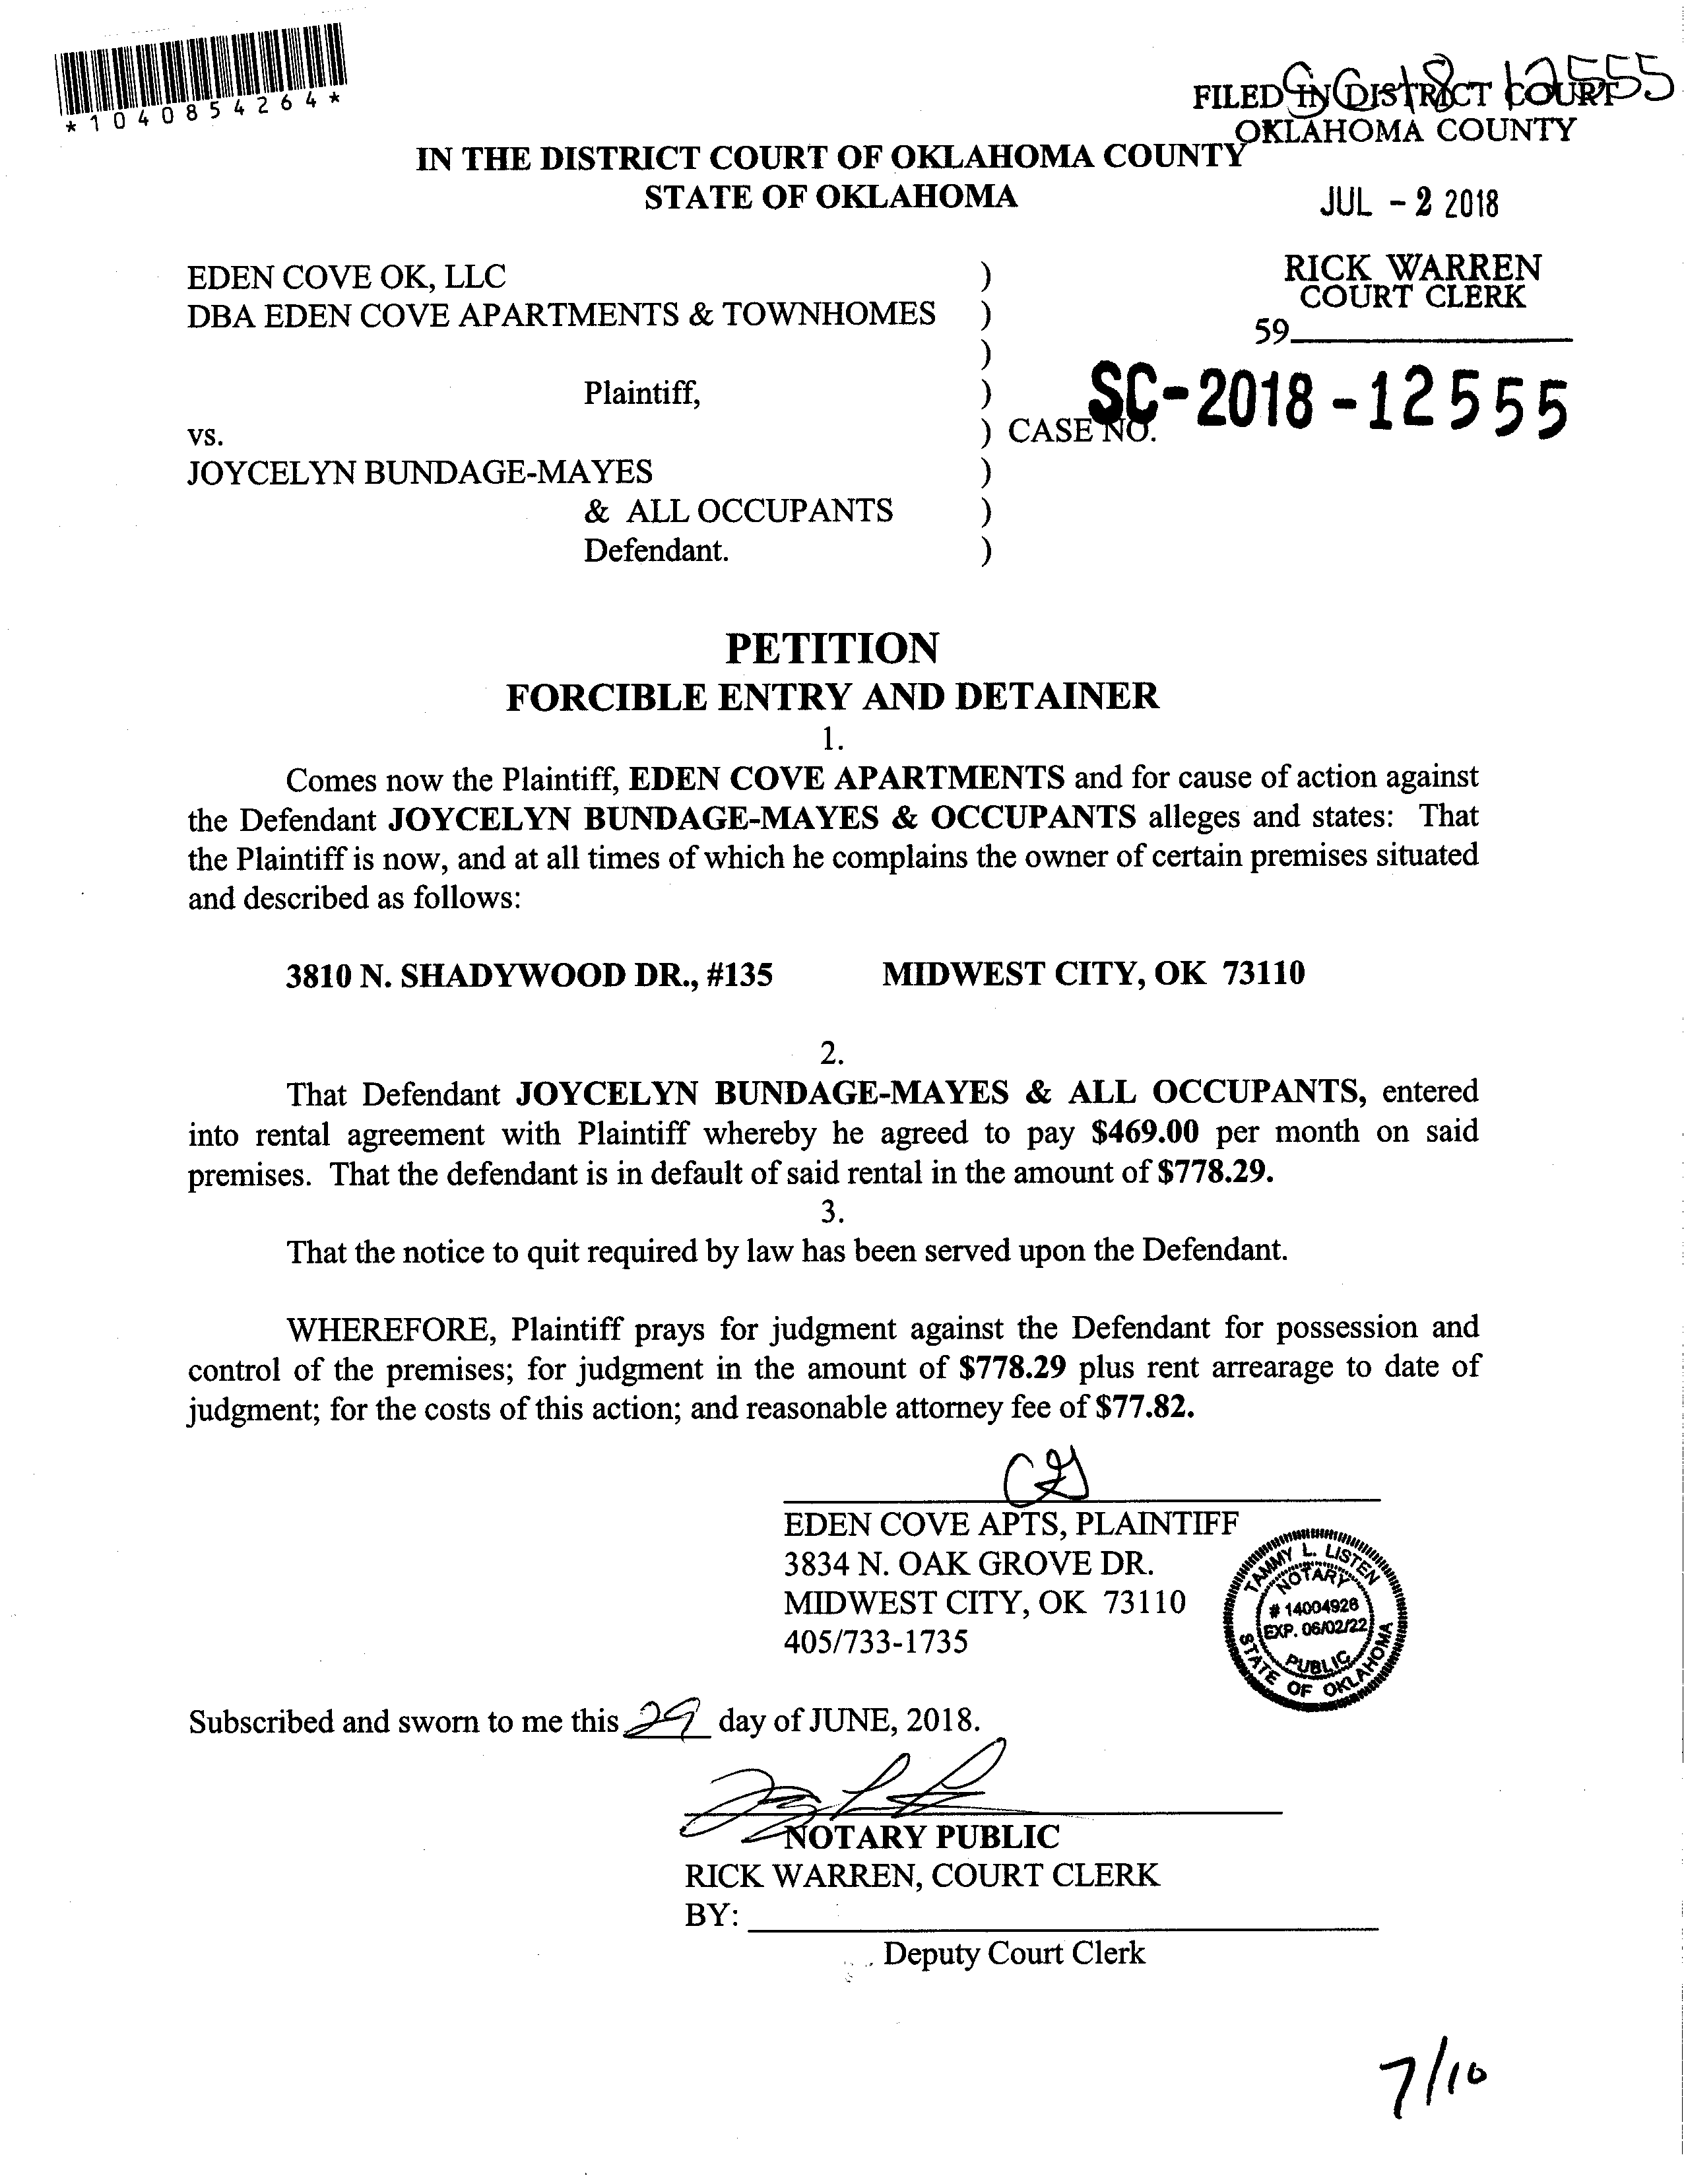 *1040854264*
SC-18-12555
FILED IN DISTRICT COURT
OKLAHOMA COUNTY
IN THE DISTRICT COURT OF OKLAHOMA COUNTY
STATE OF OKLAHOMA
JUL - 2 2018
RICK WARREN
COURT CLERK
59
EDEN COVE OK, LLC )
DBA EDEN COVE APARTMENTS & TOWNHOMES )
)
Plaintiff, )
vs. ) CASE NO. SC-2018-12555
JOYCELYN BUNDAGE-MAYES )
& ALL OCCUPANTS )
Defendant. )
PETITION
FORCIBLE ENTRY AND DETAINER
1.
Comes now the Plaintiff, EDEN COVE APARTMENTS and for cause of action against
the Defendant JOYCELYN BUNDAGE-MAYES & OCCUPANTS alleges and states: That
the Plaintiff is now, and at all times of which he complains the owner of certain premises situated
and described as follows:
3810 N. SHADYWOOD DR., #135 MIDWEST CITY, OK 73110
2.
That Defendant JOYCELYN BUNDAGE-MAYES & ALL OCCUPANTS, entered
into rental agreement with Plaintiff whereby he agreed to pay $469.00 per month on said
premises. That the defendant is in default of said rental in the amount of $778.29.
3.
That the notice to quit required by law has been served upon the Defendant.
WHEREFORE, Plaintiff prays for judgment against the Defendant for possession and
control of the premises; for judgment in the amount of $778.29 plus rent arrearage to date of
judgment; for the costs of this action; and reasonable attorney fee of $77.82.
EDEN COVE APTS, PLAINTIFF
3834 N. OAK GROVE DR.
MIDWEST CITY, OK 73110
405/733-1735
TAMMY L. LISTEN
NOTARY
# 14004926
EXP. 06/02/22
PUBLIC
STATE OF OKLAHOMA
Subscribed and sworn to me this 29 day of JUNE, 2018.
NOTARY PUBLIC
RICK WARREN, COURT CLERK
BY:
Deputy Court Clerk
7/10